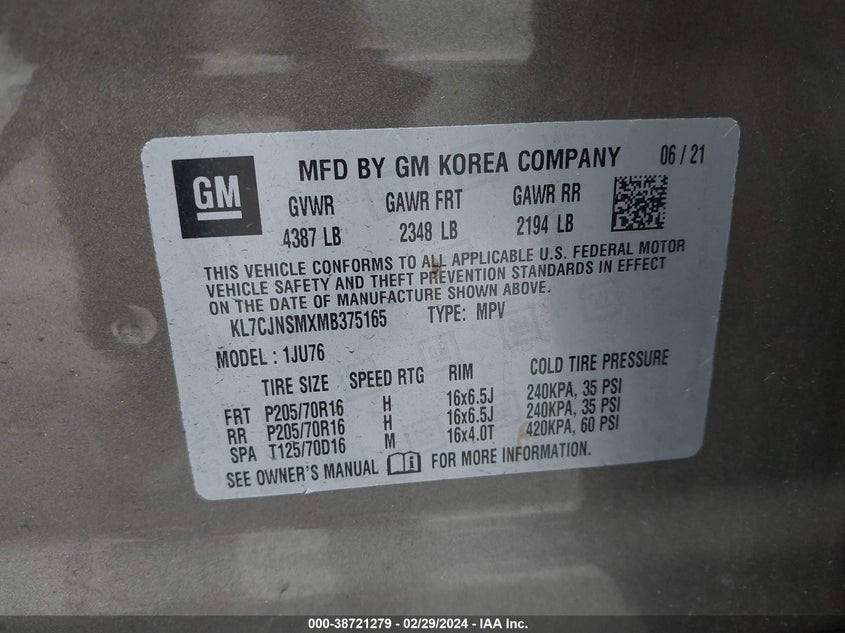 GM
MFD BY GM KOREA COMPANY 06 / 21
GVWR GAWR FRT GAWR RR
4387 LB 2348 LB 2194 LB
THIS VEHICLE CONFORMS TO ALL APPLICABLE U.S. FEDERAL MOTOR
VEHICLE SAFETY AND THEFT PREVENTION STANDARDS IN EFFECT
ON THE DATE OF MANUFACTURE SHOWN ABOVE.
KL7CJNSMXMB375165 TYPE: MPV
MODEL : 1JU76
TIRE SIZE SPEED RTG RIM COLD TIRE PRESSURE
FRT P205/70R16 H 16x6.5J 240KPA, 35 PSI
RR P205/70R16 H 16x6.5J 240KPA, 35 PSI
SPA T125/70D16 M 16x4.0T 420KPA, 60 PSI
SEE OWNER'S MANUAL FOR MORE INFORMATION.
000-38721279 - 02/29/2024 - IAA Inc.